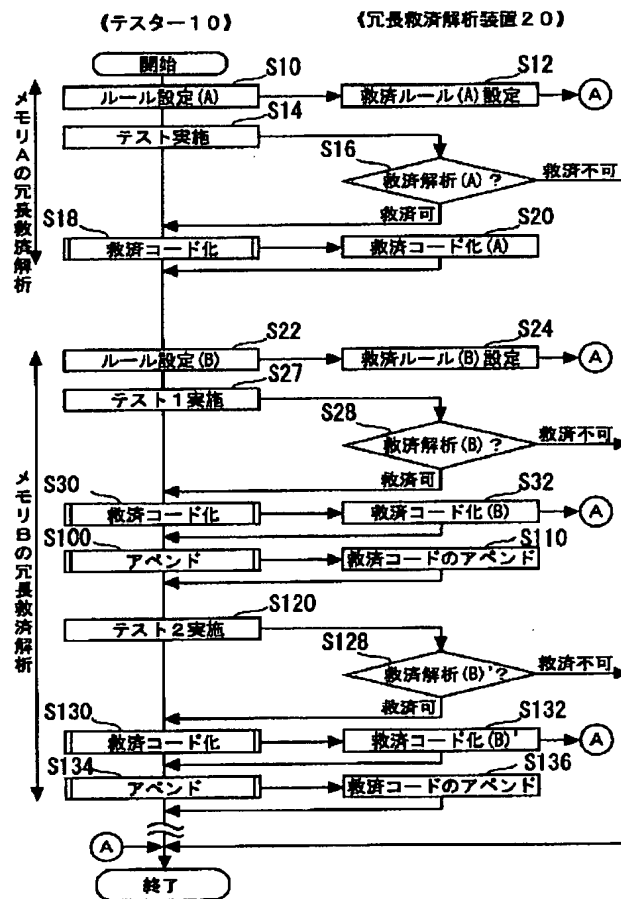 《テスター10》
《冗長救済解析装置20》
開始
S10
S12
ルール設定(A)
救済ルール(A)設定
A
S14
テスト実施
S16
救済解析(A)?
救済不可
救済可
S18
S20
救済コード化
救済コード化(A)
メモリAの冗長救済解析
S22
S24
ルール設定(B)
救済ルール(B)設定
A
S27
テスト1実施
S28
救済解析(B)?
救済不可
救済可
S30
S32
救済コード化
救済コード化(B)
A
S100
S110
アペンド
救済コードのアペンド
メモリBの冗長救済解析
S120
テスト2実施
S128
救済解析(B)'?
救済不可
救済可
S130
S132
救済コード化
救済コード化(B)'
A
S134
S136
アペンド
救済コードのアペンド
A
終了